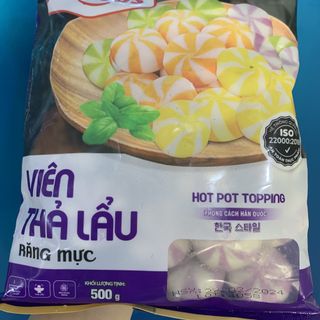 ISO
22000:2018
VIÊN
THẢ LẨU
RĂNG MỰC
HOT POT TOPPING
PHONG CÁCH HÀN QUỐC
한국 스타일
KHỐI LƯỢNG TỊNH:
500 g